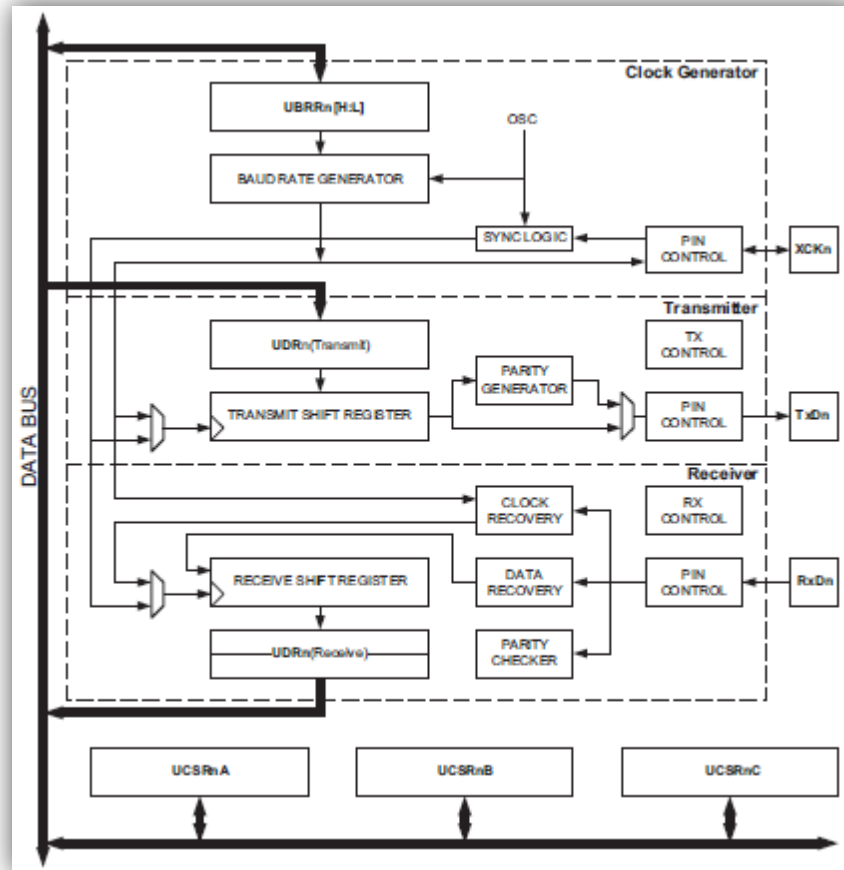 Clock Generator
UBRRn[H:L]
OSC
BAUD RATE GENERATOR
SYNC LOGIC
PIN
CONTROL
XCKn
Transmitter
UDRn(Transmit)
TX
CONTROL
PARITY
GENERATOR
TRANSMIT SHIFT REGISTER
PIN
CONTROL
TxDn
DATA BUS
Receiver
CLOCK
RECOVERY
RX
CONTROL
RECEIVE SHIFT REGISTER
DATA
RECOVERY
PIN
CONTROL
RxDn
UDRn(Receive)
PARITY
CHECKER
UCSRnA
UCSRnB
UCSRnC